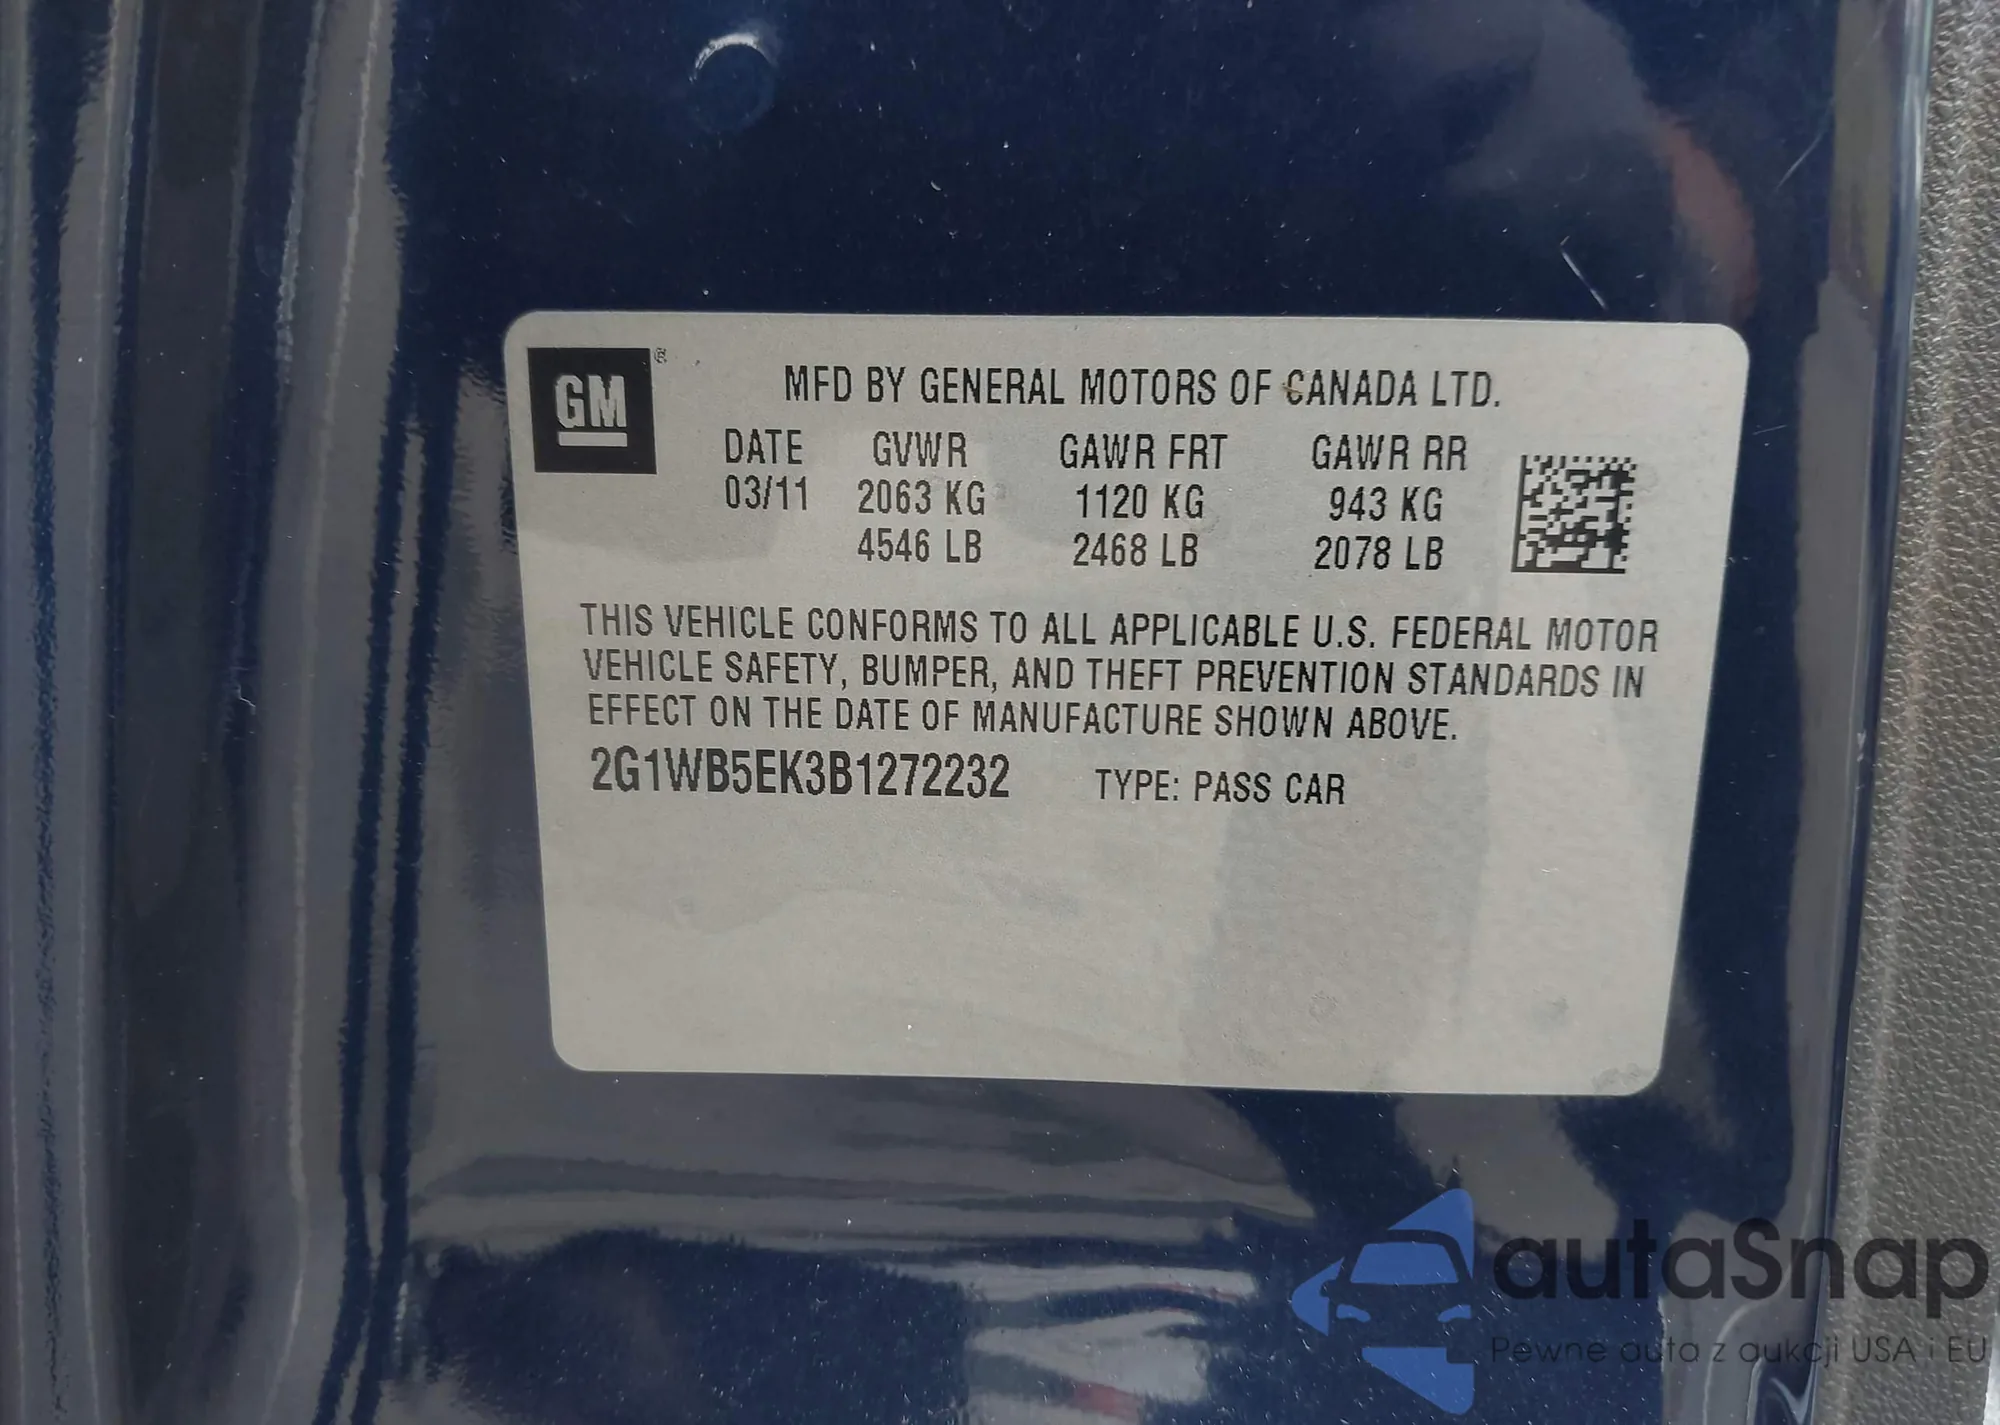 GM ®
MFD BY GENERAL MOTORS OF CANADA LTD.
DATE GVWR GAWR FRT GAWR RR
03/11 2063 KG 1120 KG 943 KG
4546 LB 2468 LB 2078 LB
THIS VEHICLE CONFORMS TO ALL APPLICABLE U.S. FEDERAL MOTOR
VEHICLE SAFETY, BUMPER, AND THEFT PREVENTION STANDARDS IN
EFFECT ON THE DATE OF MANUFACTURE SHOWN ABOVE.
2G1WB5EK3B1272232 TYPE: PASS CAR
autaSnap
Pewne auta z aukcji USA i EU